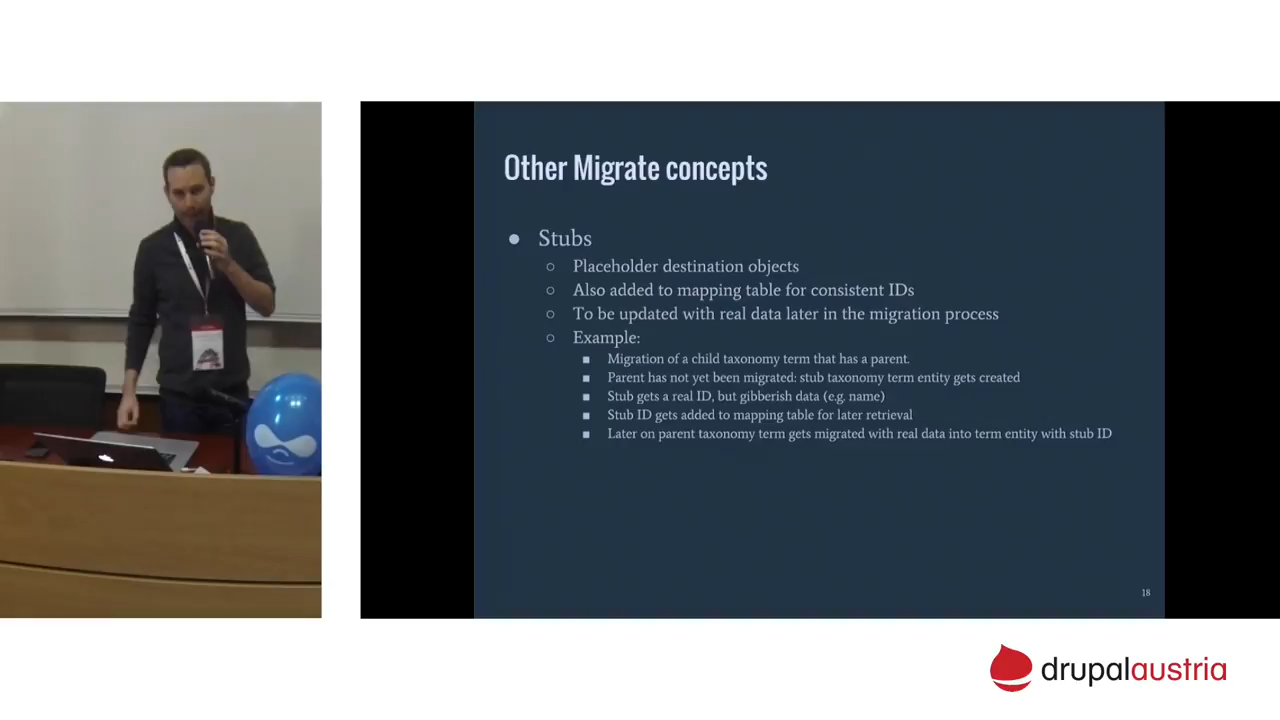 Other Migrate concepts
● Stubs
○ Placeholder destination objects
○ Also added to mapping table for consistent IDs
○ To be updated with real data later in the migration process
○ Example:
■ Migration of a child taxonomy term that has a parent.
■ Parent has not yet been migrated: stub taxonomy term entity gets created
■ Stub gets a real ID, but gibberish data (e.g. name)
■ Stub ID gets added to mapping table for later retrieval
■ Later on parent taxonomy term gets migrated with real data into term entity with stub ID
18
drupalaustria